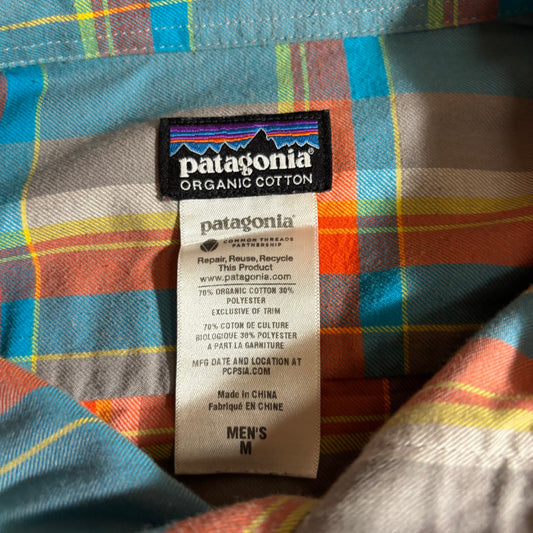 patagonia®
ORGANIC COTTON
patagonia®
COMMON THREADS
PARTNERSHIP
Repair, Reuse, Recycle
This Product
www.patagonia.com
70% ORGANIC COTTON 30%
POLYESTER
EXCLUSIVE OF TRIM
70% COTON DE CULTURE
BIOLOGIQUE 30% POLYESTER
A PART LA GARNITURE
MFG DATE AND LOCATION AT
PCPSIA.COM
Made in CHINA
Fabriqué EN CHINE
MEN'S
M